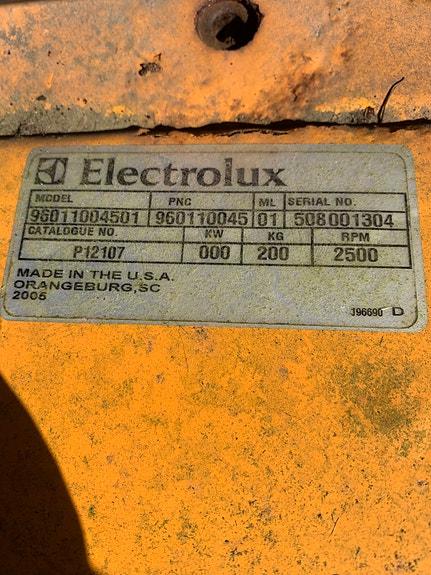 Electrolux
MODEL PNC ML SERIAL NO.
96011004501 960110045 01 508001304
CATALOGUE NO. KW KG RPM
P12107 000 200 2500
MADE IN THE U.S.A.
ORANGEBURG,SC
2005
196690 D